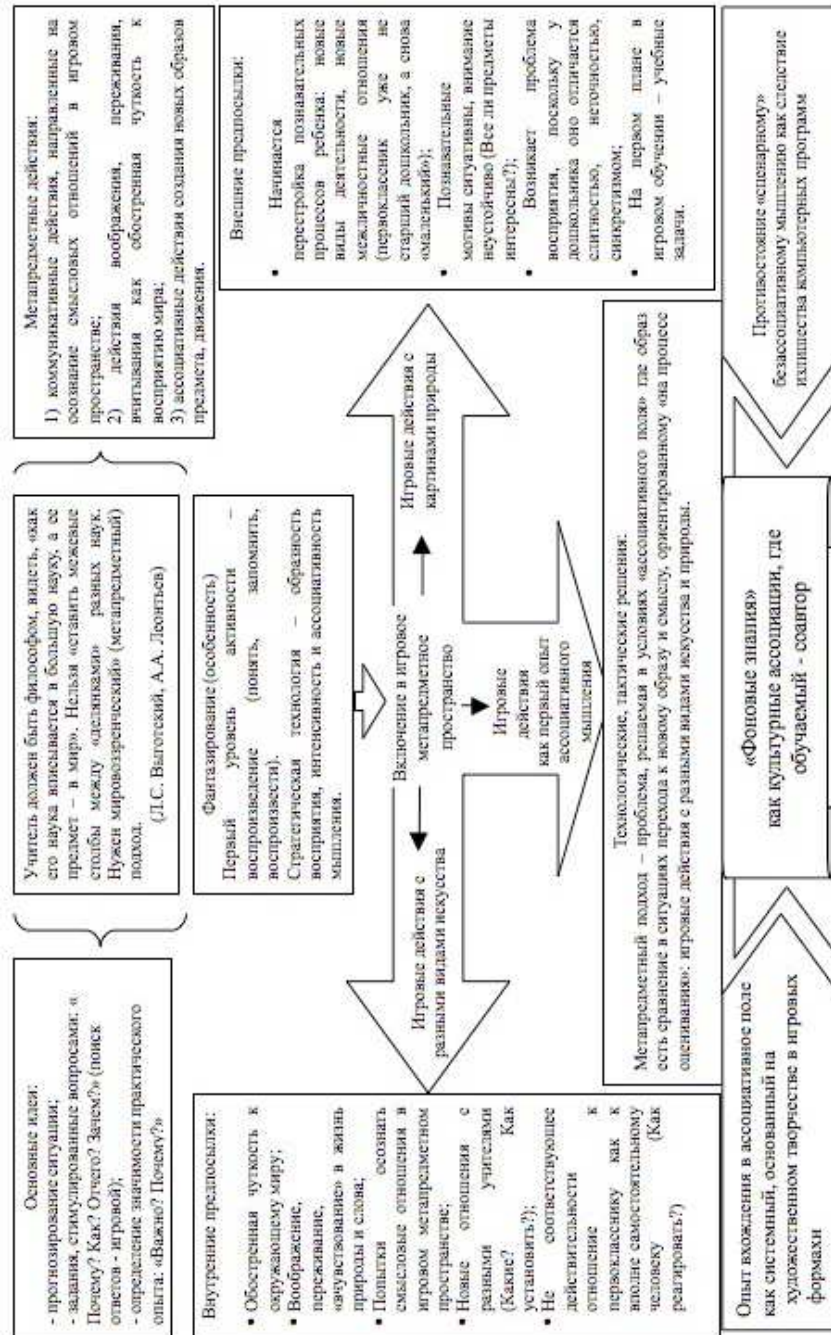 Основные идеи:
- прогнозирование ситуации;
- задания, стимулированные вопросами: «
Почему? Как? Отчего? Зачем?» (поиск
ответов - игровой);
- определение значимости практического
опыта: «Важно? Почему?»
Учитель должен быть философом, видеть, «как
его наука вписывается в большую науку, а ее
предмет – в мир». Нельзя «ставить межевые
столбы между «делянками» разных наук.
Нужен мировоззренческий» (метапредметный)
подход.
(Л.С. Выготский, А.А. Леонтьев)
Метапредметные действия:
1) коммуникативные действия, направленные на
осознание смысловых отношений в игровом
пространстве;
2) действия воображения, переживания,
вчитывания как обостренная чуткость к
восприятию мира;
3) ассоциативные действия создания новых образов
предмета, движения.
Внутренние предпосылки:
▪ Обостренная чуткость к
окружающему миру;
▪ Воображение,
переживание,
«вчувствование» в жизнь
природы и слова;
▪ Попытки осознать
смысловые отношения в
игровом метапредметном
пространстве;
▪ Новые отношения с
разными учителями
(Какие? Как
установить?);
▪ Не соответствующее
действительности
отношение к
первокласснику как к
вполне самостоятельному
человеку (Как
реагировать?)
Фантазирование (особенность)
Первый уровень активности –
воспроизведение (понять, запомнить,
воспроизвести).
Стратегическая технология – образность
восприятия, интенсивность и ассоциативность
мышления.
Включение в игровое
метапредметное
пространство
Игровые действия с
разными видами искусства
Игровые действия с
картинами природы
Игровые
действия
как первый опыт
ассоциативного
мышления
Внешние предпосылки:
▪ Начинается
перестройка познавательных
процессов ребенка: новые
виды деятельности, новые
межличностные отношения
(первоклассник уже не
старший дошкольник, а снова
«маленький»);
▪ Познавательные
мотивы ситуативны, внимание
неустойчиво (Все ли предметы
интересны?);
▪ Возникает проблема
восприятия, поскольку у
дошкольника оно отличается
слитностью, неточностью,
синкретизмом;
▪ На первом плане в
игровом обучении – учебные
задачи.
Технологические, тактические решения:
Метапредметный подход – проблема, решаемая в условиях «ассоциативного поля» где образ
есть сравнение в ситуациях перехода к новому образу и смыслу, ориентированному «на процесс
оценивания»: игровые действия с разными видами искусства и природы.
Опыт вхождения в ассоциативное поле
как системный, основанный на
художественном творчестве в игровых
формах
«Фоновые знания»
как культурные ассоциации, где
обучаемый - соавтор
Противостояние «сценарному»
безассоциативному мышлению как следствие
излишества компьютерных программ